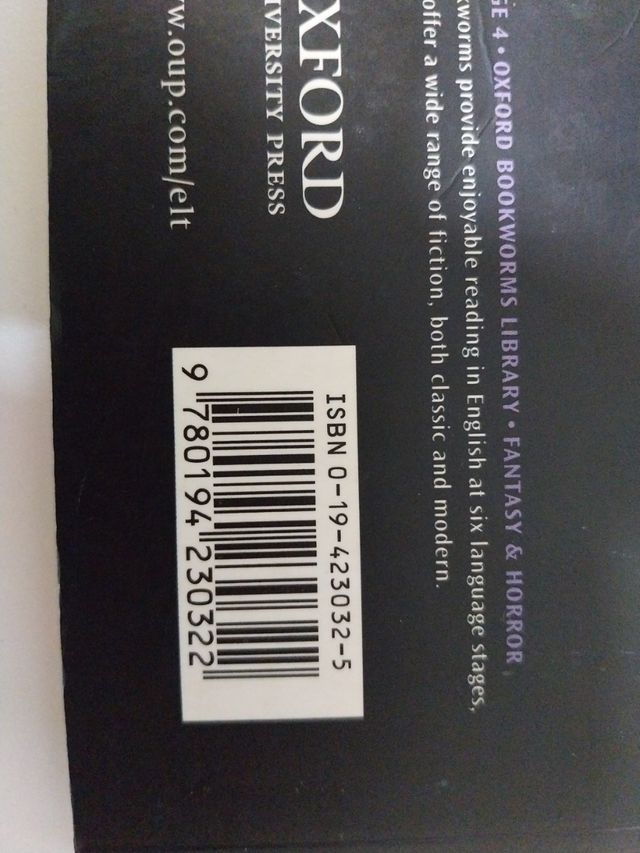 GE 4 • OXFORD BOOKWORMS LIBRARY • FANTASY & HORROR
kworms provide enjoyable reading in English at six language stages,
offer a wide range of fiction, both classic and modern.
XFORD
IVERSITY PRESS
w.oup.com/elt
ISBN 0-19-423032-5
9 780194 230322